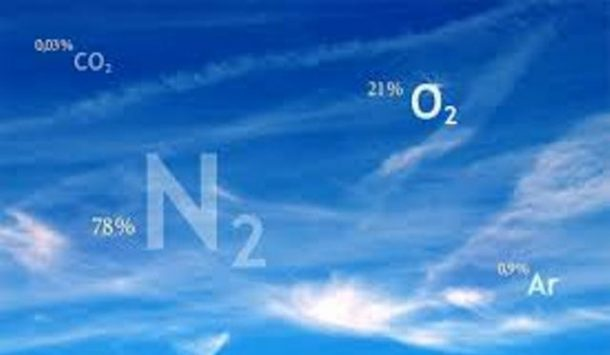 0,03% CO₂
21% O₂
78% N₂
0,9% Ar